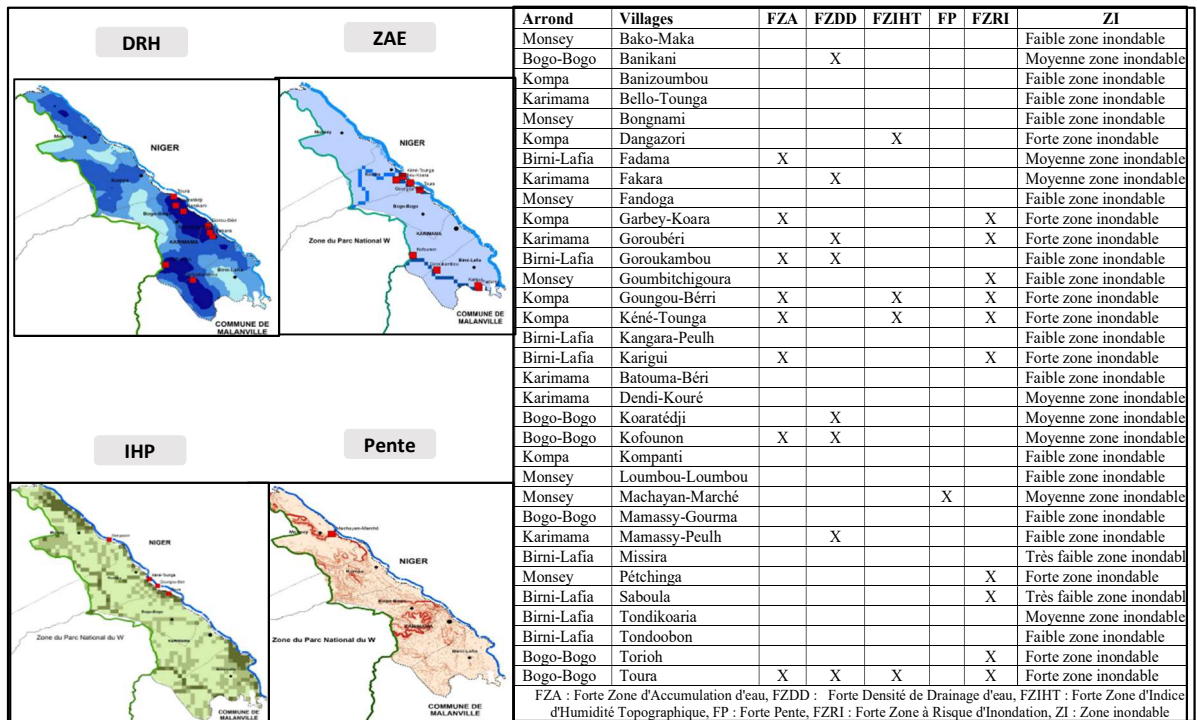 DRH
ZAE
NIGER
KARIMAMA
COMMUNE DE
MALANVILLE
NIGER
Kofounon
Bogo-Bogo
KARIMAMA
Birni-Lafia
Zone du Parc National W
COMMUNE DE
MALANVILLE
IHP
Pente
NIGER
Zone du Parc National du W
KARIMAMA
COMMUNE DE
MALANVILLE
Machayan-Marché
NIGER
Zone du Parc National du W
KARIMAMA
Birni-Lafia
COMMUNE DE
MALANVILLE
Arrond Villages FZA FZDD FZIHT FP FZRI ZI
Monsey Bako-Maka Faible zone inondable
Bogo-Bogo Banikani X Moyenne zone inondable
Kompa Banizoumbou Faible zone inondable
Karimama Bello-Tounga Faible zone inondable
Monsey Bongnami Faible zone inondable
Kompa Dangazori X Forte zone inondable
Birni-Lafia Fadama X Moyenne zone inondable
Karimama Fakara X Moyenne zone inondable
Monsey Fandoga Faible zone inondable
Kompa Garbey-Koara X X Forte zone inondable
Karimama Goroubéri X X Forte zone inondable
Birni-Lafia Goroukambou X X Faible zone inondable
Monsey Goumbitchigoura X Faible zone inondable
Kompa Goungou-Bérri X X X Forte zone inondable
Kompa Kéné-Tounga X X X Forte zone inondable
Birni-Lafia Kangara-Peulh Faible zone inondable
Birni-Lafia Karigui X X Forte zone inondable
Karimama Batouma-Béri Faible zone inondable
Karimama Dendi-Kouré Moyenne zone inondable
Bogo-Bogo Koaratédji X Moyenne zone inondable
Bogo-Bogo Kofounon X X Moyenne zone inondable
Kompa Kompanti Faible zone inondable
Monsey Loumbou-Loumbou Faible zone inondable
Monsey Machayan-Marché X Moyenne zone inondable
Bogo-Bogo Mamassy-Gourma Faible zone inondable
Karimama Mamassy-Peulh X Faible zone inondable
Birni-Lafia Missira Très faible zone inondabl
Monsey Pétchinga X Forte zone inondable
Birni-Lafia Saboula X Très faible zone inondabl
Birni-Lafia Tondikoaria Moyenne zone inondable
Birni-Lafia Tondoobon Faible zone inondable
Bogo-Bogo Torioh X Forte zone inondable
Bogo-Bogo Toura X X X X Forte zone inondable
FZA : Forte Zone d'Accumulation d'eau, FZDD : Forte Densité de Drainage d'eau, FZIHT : Forte Zone d'Indice
d'Humidité Topographique, FP : Forte Pente, FZRI : Forte Zone à Risque d'Inondation, ZI : Zone inondable